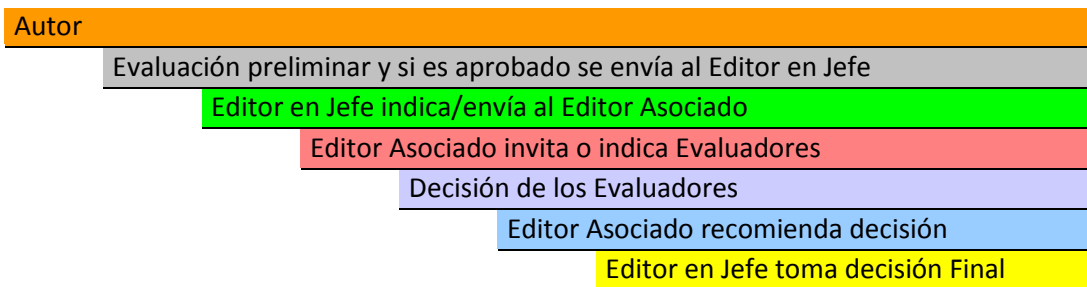 Autor
Evaluación preliminar y si es aprobado se envía al Editor en Jefe
Editor en Jefe indica/envía al Editor Asociado
Editor Asociado invita o indica Evaluadores
Decisión de los Evaluadores
Editor Asociado recomienda decisión
Editor en Jefe toma decisión Final